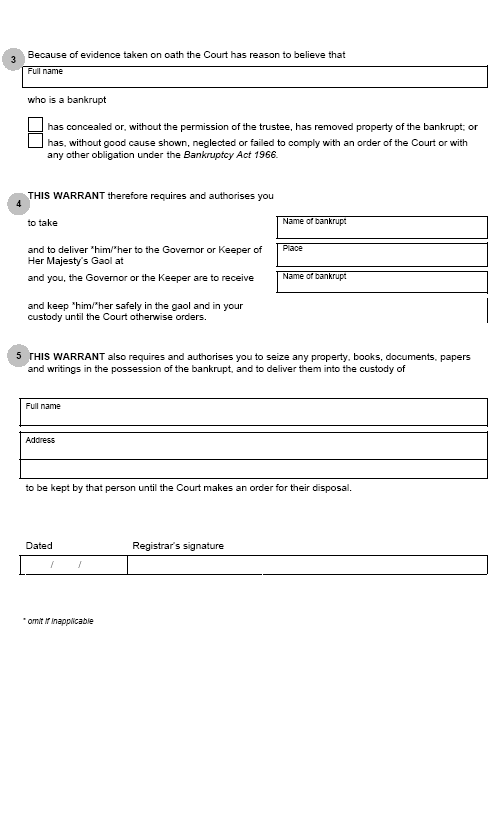 3 Because of evidence taken on oath the Court has reason to believe that
Full name
who is a bankrupt
has concealed or, without the permission of the trustee, has removed property of the bankrupt; or
has, without good cause shown, neglected or failed to comply with an order of the Court or with
any other obligation under the Bankruptcy Act 1966.
4 THIS WARRANT therefore requires and authorises you
to take
Name of bankrupt
and to deliver *him/*her to the Governor or Keeper of
Her Majesty's Gaol at
Place
and you, the Governor or the Keeper are to receive
Name of bankrupt
and keep *him/*her safely in the gaol and in your
custody until the Court otherwise orders.
5 THIS WARRANT also requires and authorises you to seize any property, books, documents, papers
and writings in the possession of the bankrupt, and to deliver them into the custody of
Full name
Address
to be kept by that person until the Court makes an order for their disposal.
Dated Registrar's signature
/ /
* omit if inapplicable